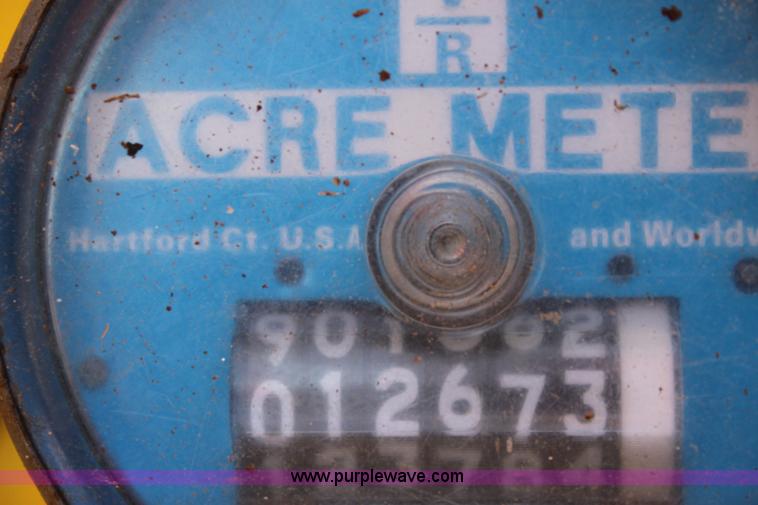 R
ACRE METE
Hartford Ct. U.S.A and Worldw
012673
www.purplewave.com